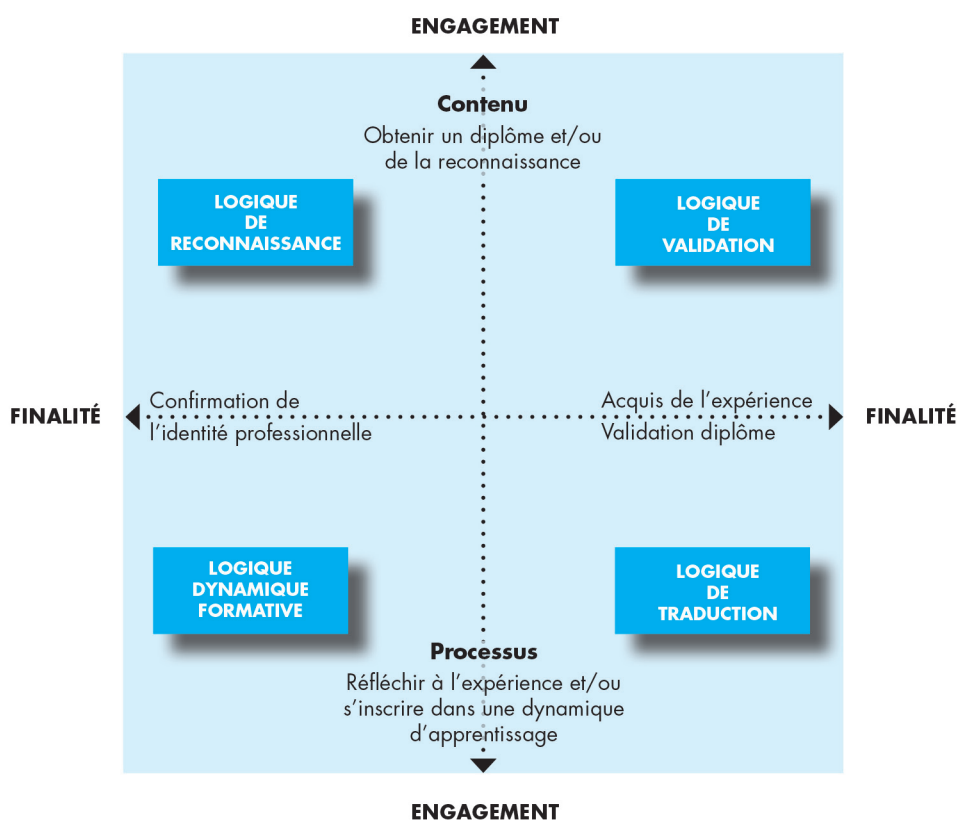 ENGAGEMENT
Contenu
Obtenir un diplôme et/ou
de la reconnaissance
LOGIQUE
DE
RECONNAISSANCE
LOGIQUE
DE
VALIDATION
FINALITÉ
Confirmation de
l'identité professionnelle
Acquis de l'expérience
Validation diplôme
FINALITÉ
LOGIQUE
DYNAMIQUE
FORMATIVE
LOGIQUE
DE
TRADUCTION
Processus
Réfléchir à l'expérience et/ou
s'inscrire dans une dynamique
d'apprentissage
ENGAGEMENT